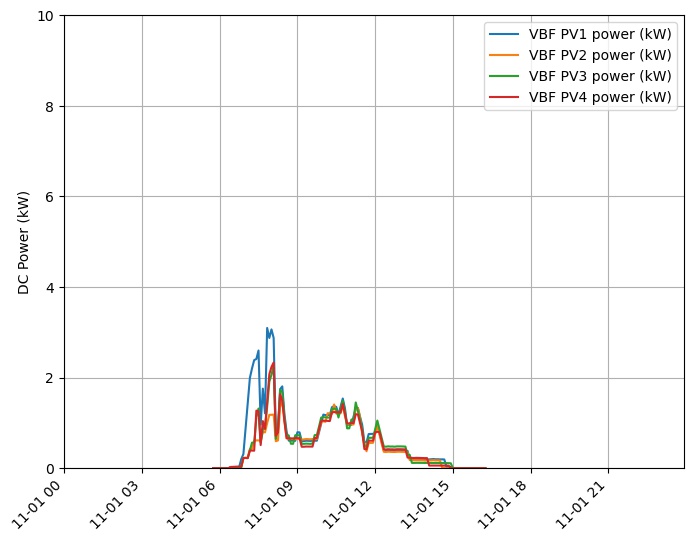 10
8
6
4
2
0
DC Power (kW)
VBF PV1 power (kW)
VBF PV2 power (kW)
VBF PV3 power (kW)
VBF PV4 power (kW)
11-01 00
11-01 03
11-01 06
11-01 09
11-01 12
11-01 15
11-01 18
11-01 21